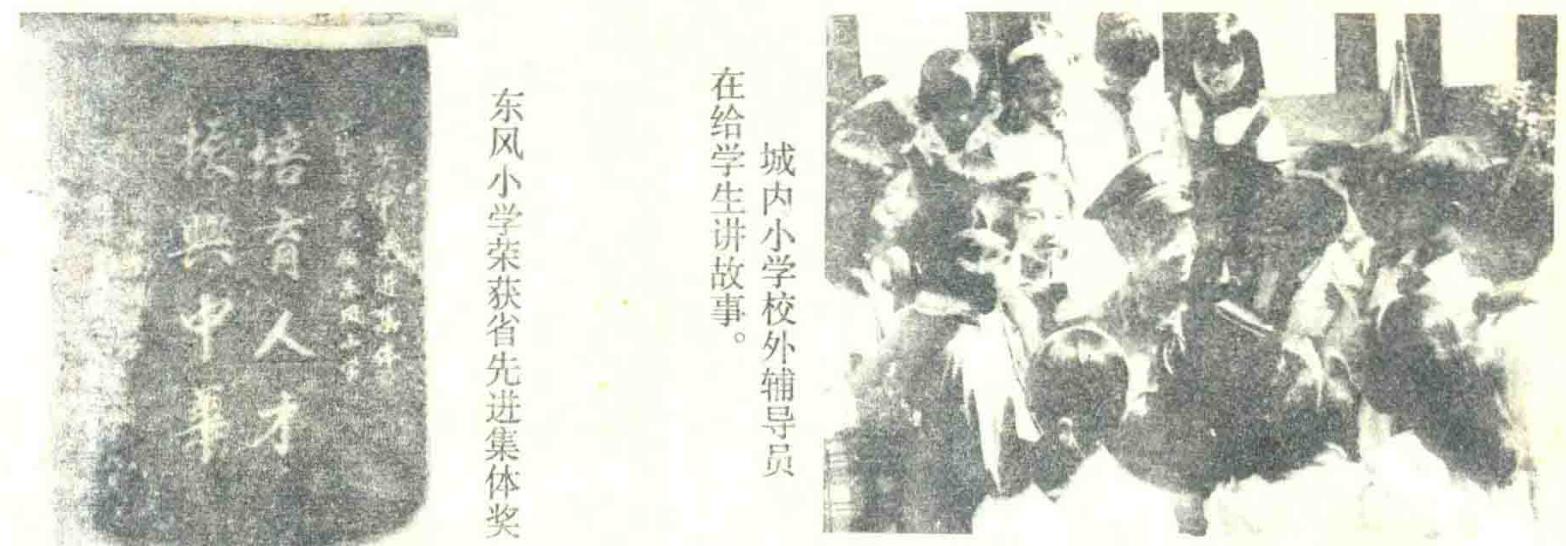 城内小学校外辅导员
在给学生讲故事。
东风小学荣获省先进集体奖
培育人才
振兴中华